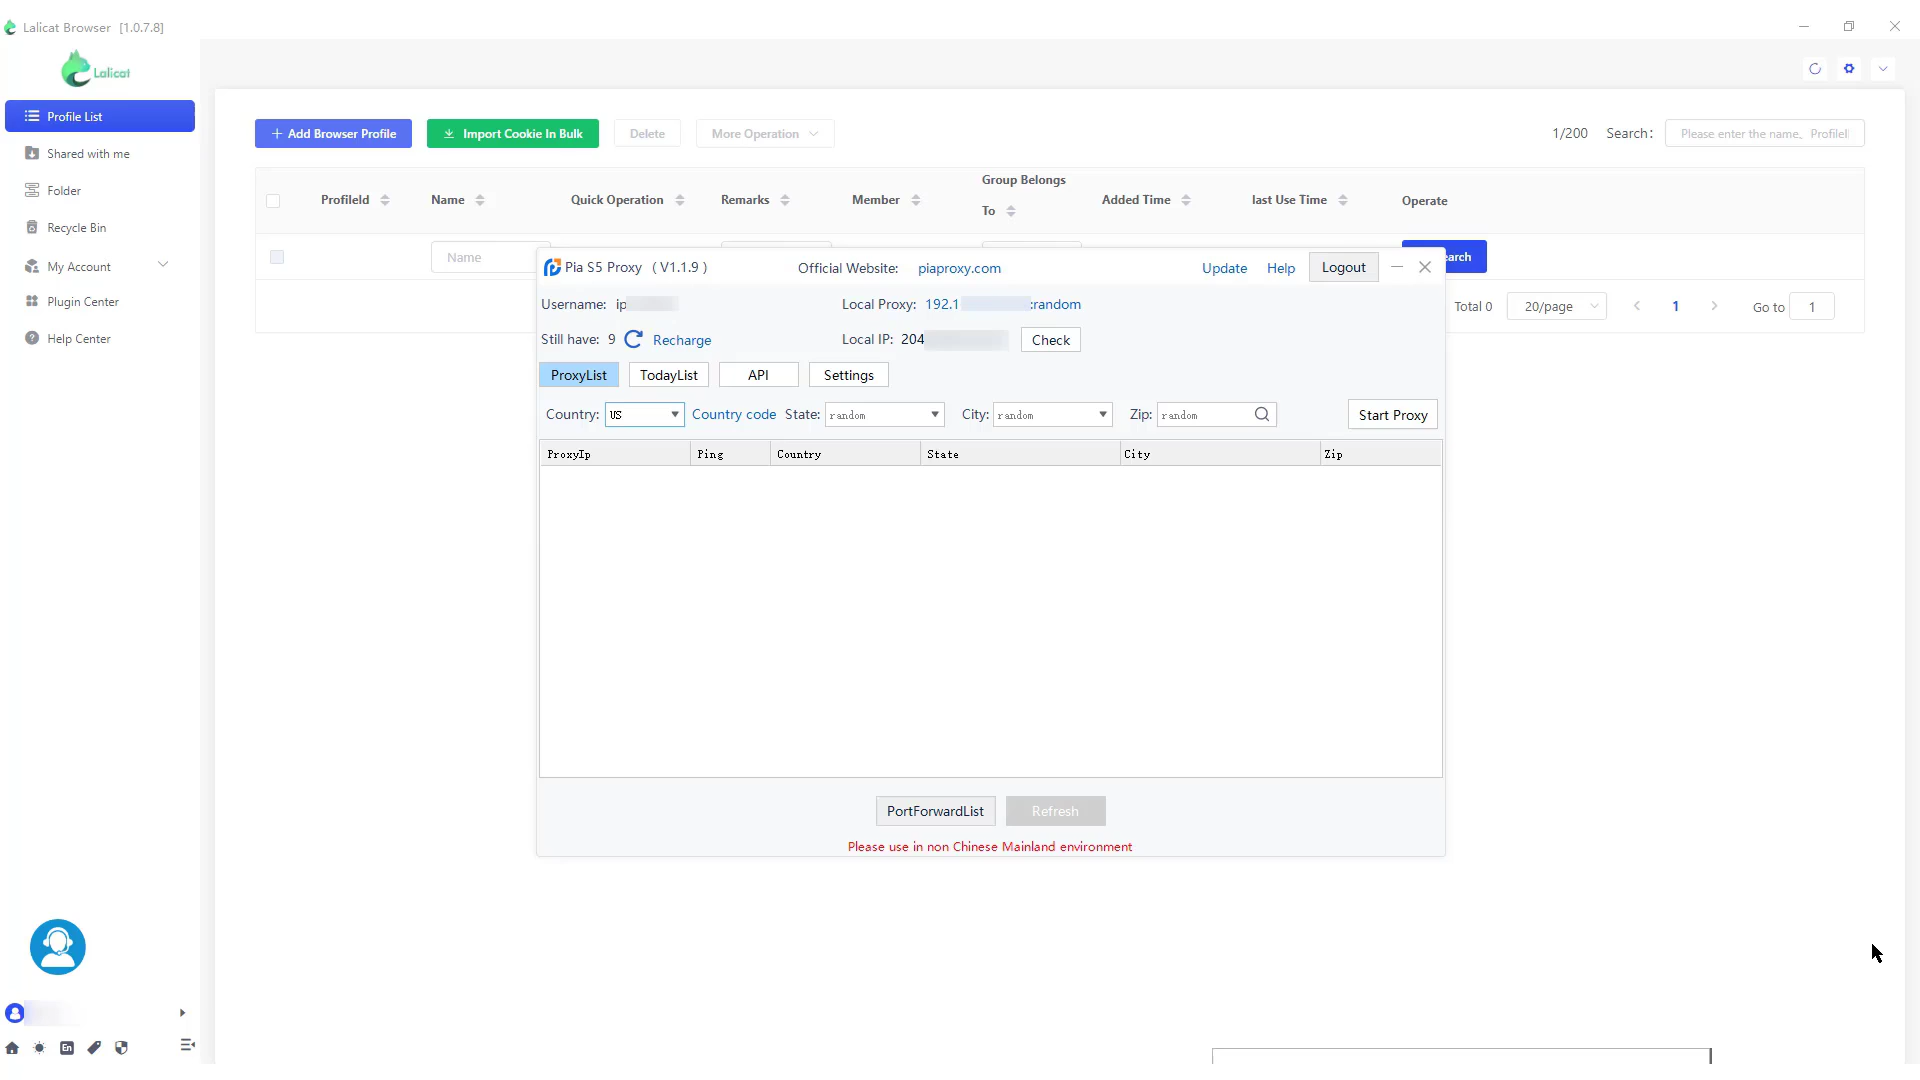 Lalicat Browser [1.0.7.8]
Lalicat
Profile List
Shared with me
Folder
Recycle Bin
My Account
Plugin Center
Help Center
En
Add Browser Profile
Import Cookie In Bulk
Delete
More Operation
1/200
Search:
Please enter the name, Profilel
ProfileId
Name
Quick Operation
Remarks
Member
Group Belongs To
Added Time
last Use Time
Operate
Name
earch
Total 0
20/page
1
Go to
1
Pia S5 Proxy ( V1.1.9 )
Official Website: piaproxy.com
Update
Help
Logout
Username: ip
Local Proxy: 192.1 :random
Still have: 9
Recharge
Local IP: 204
Check
ProxyList
TodayList
API
Settings
Country: US
Country code
State: random
City: random
Zip: random
Start Proxy
ProxyIp
Ping
Country
State
City
Zip
PortForwardList
Refresh
Please use in non Chinese Mainland environment